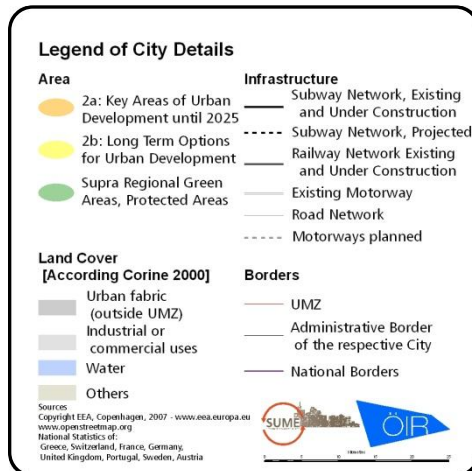 Legend of City Details
Area
2a: Key Areas of Urban
Development until 2025
2b: Long Term Options
for Urban Development
Supra Regional Green
Areas, Protected Areas
Infrastructure
Subway Network, Existing
and Under Construction
Subway Network, Projected
Railway Network Existing
and Under Construction
Existing Motorway
Road Network
Motorways planned
Land Cover
[According Corine 2000]
Urban fabric
(outside UMZ)
Industrial or
commercial uses
Water
Others
Borders
UMZ
Administrative Border
of the respective City
National Borders
Sources
Copyright EEA, Copenhagen, 2007 - www.eea.europa.eu
www.openstreetmap.org
National Statistics of:
Greece, Switzerland, France, Germany,
United Kingdom, Portugal, Sweden, Austria
SUME
ÖIR